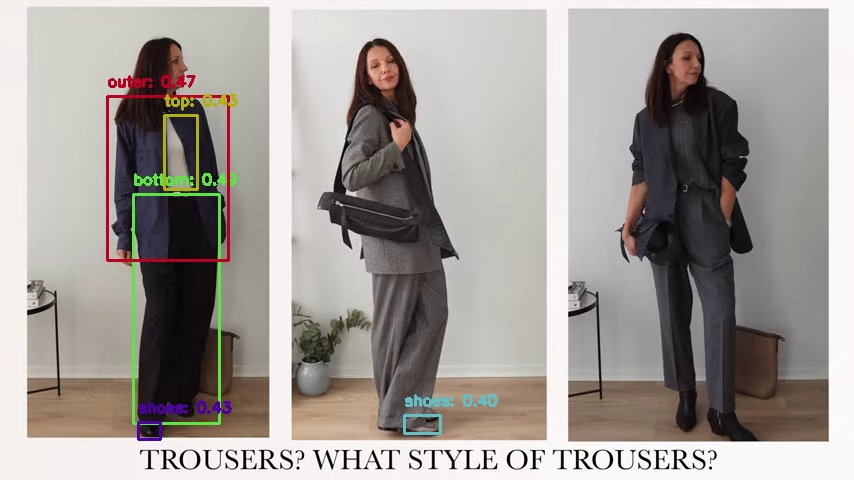 outer: 0.47
top: 0.43
bottom: 0.49
shoes: 0.43
shoes: 0.40
TROUSERS? WHAT STYLE OF TROUSERS?